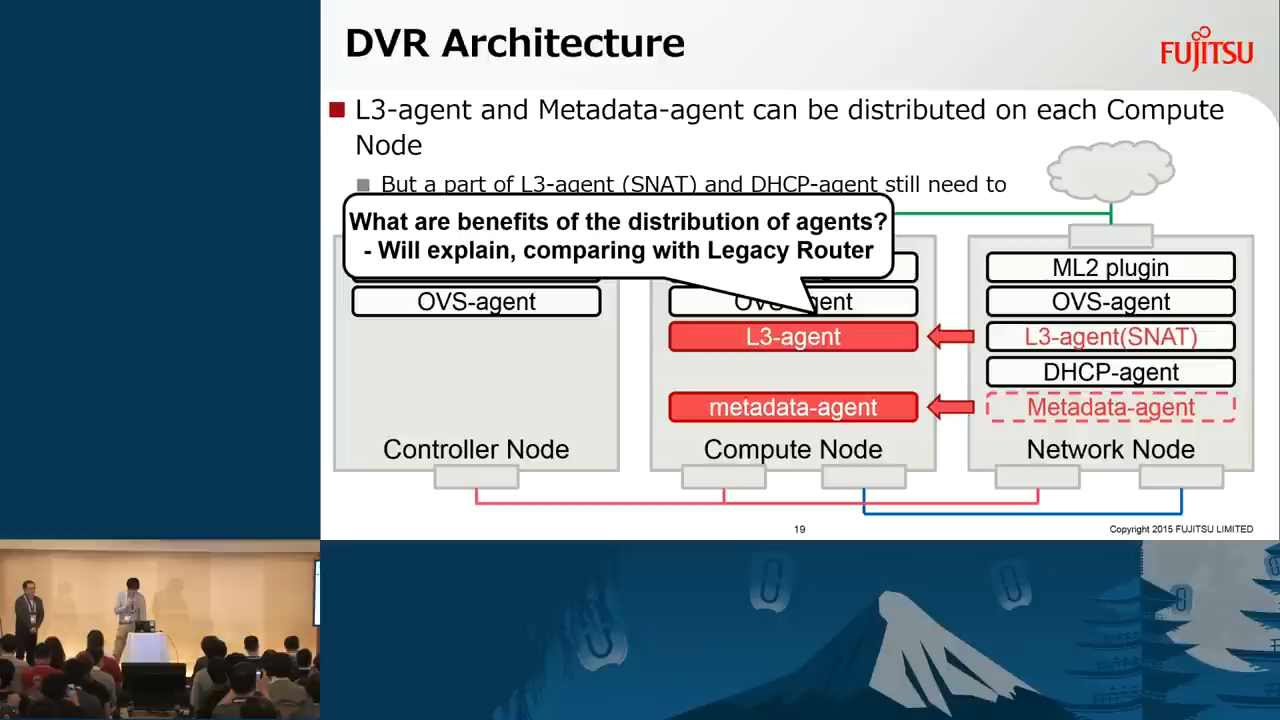 DVR Architecture
FUJITSU
L3-agent and Metadata-agent can be distributed on each Compute
Node
But a part of L3-agent (SNAT) and DHCP-agent still need to
What are benefits of the distribution of agents?
- Will explain, comparing with Legacy Router
ML2 plugin
OVS-agent
OVS-agent
OVS-agent
L3-agent
L3-agent(SNAT)
DHCP-agent
metadata-agent
Metadata-agent
Controller Node
Compute Node
Network Node
19
Copyright 2015 FUJITSU LIMITED